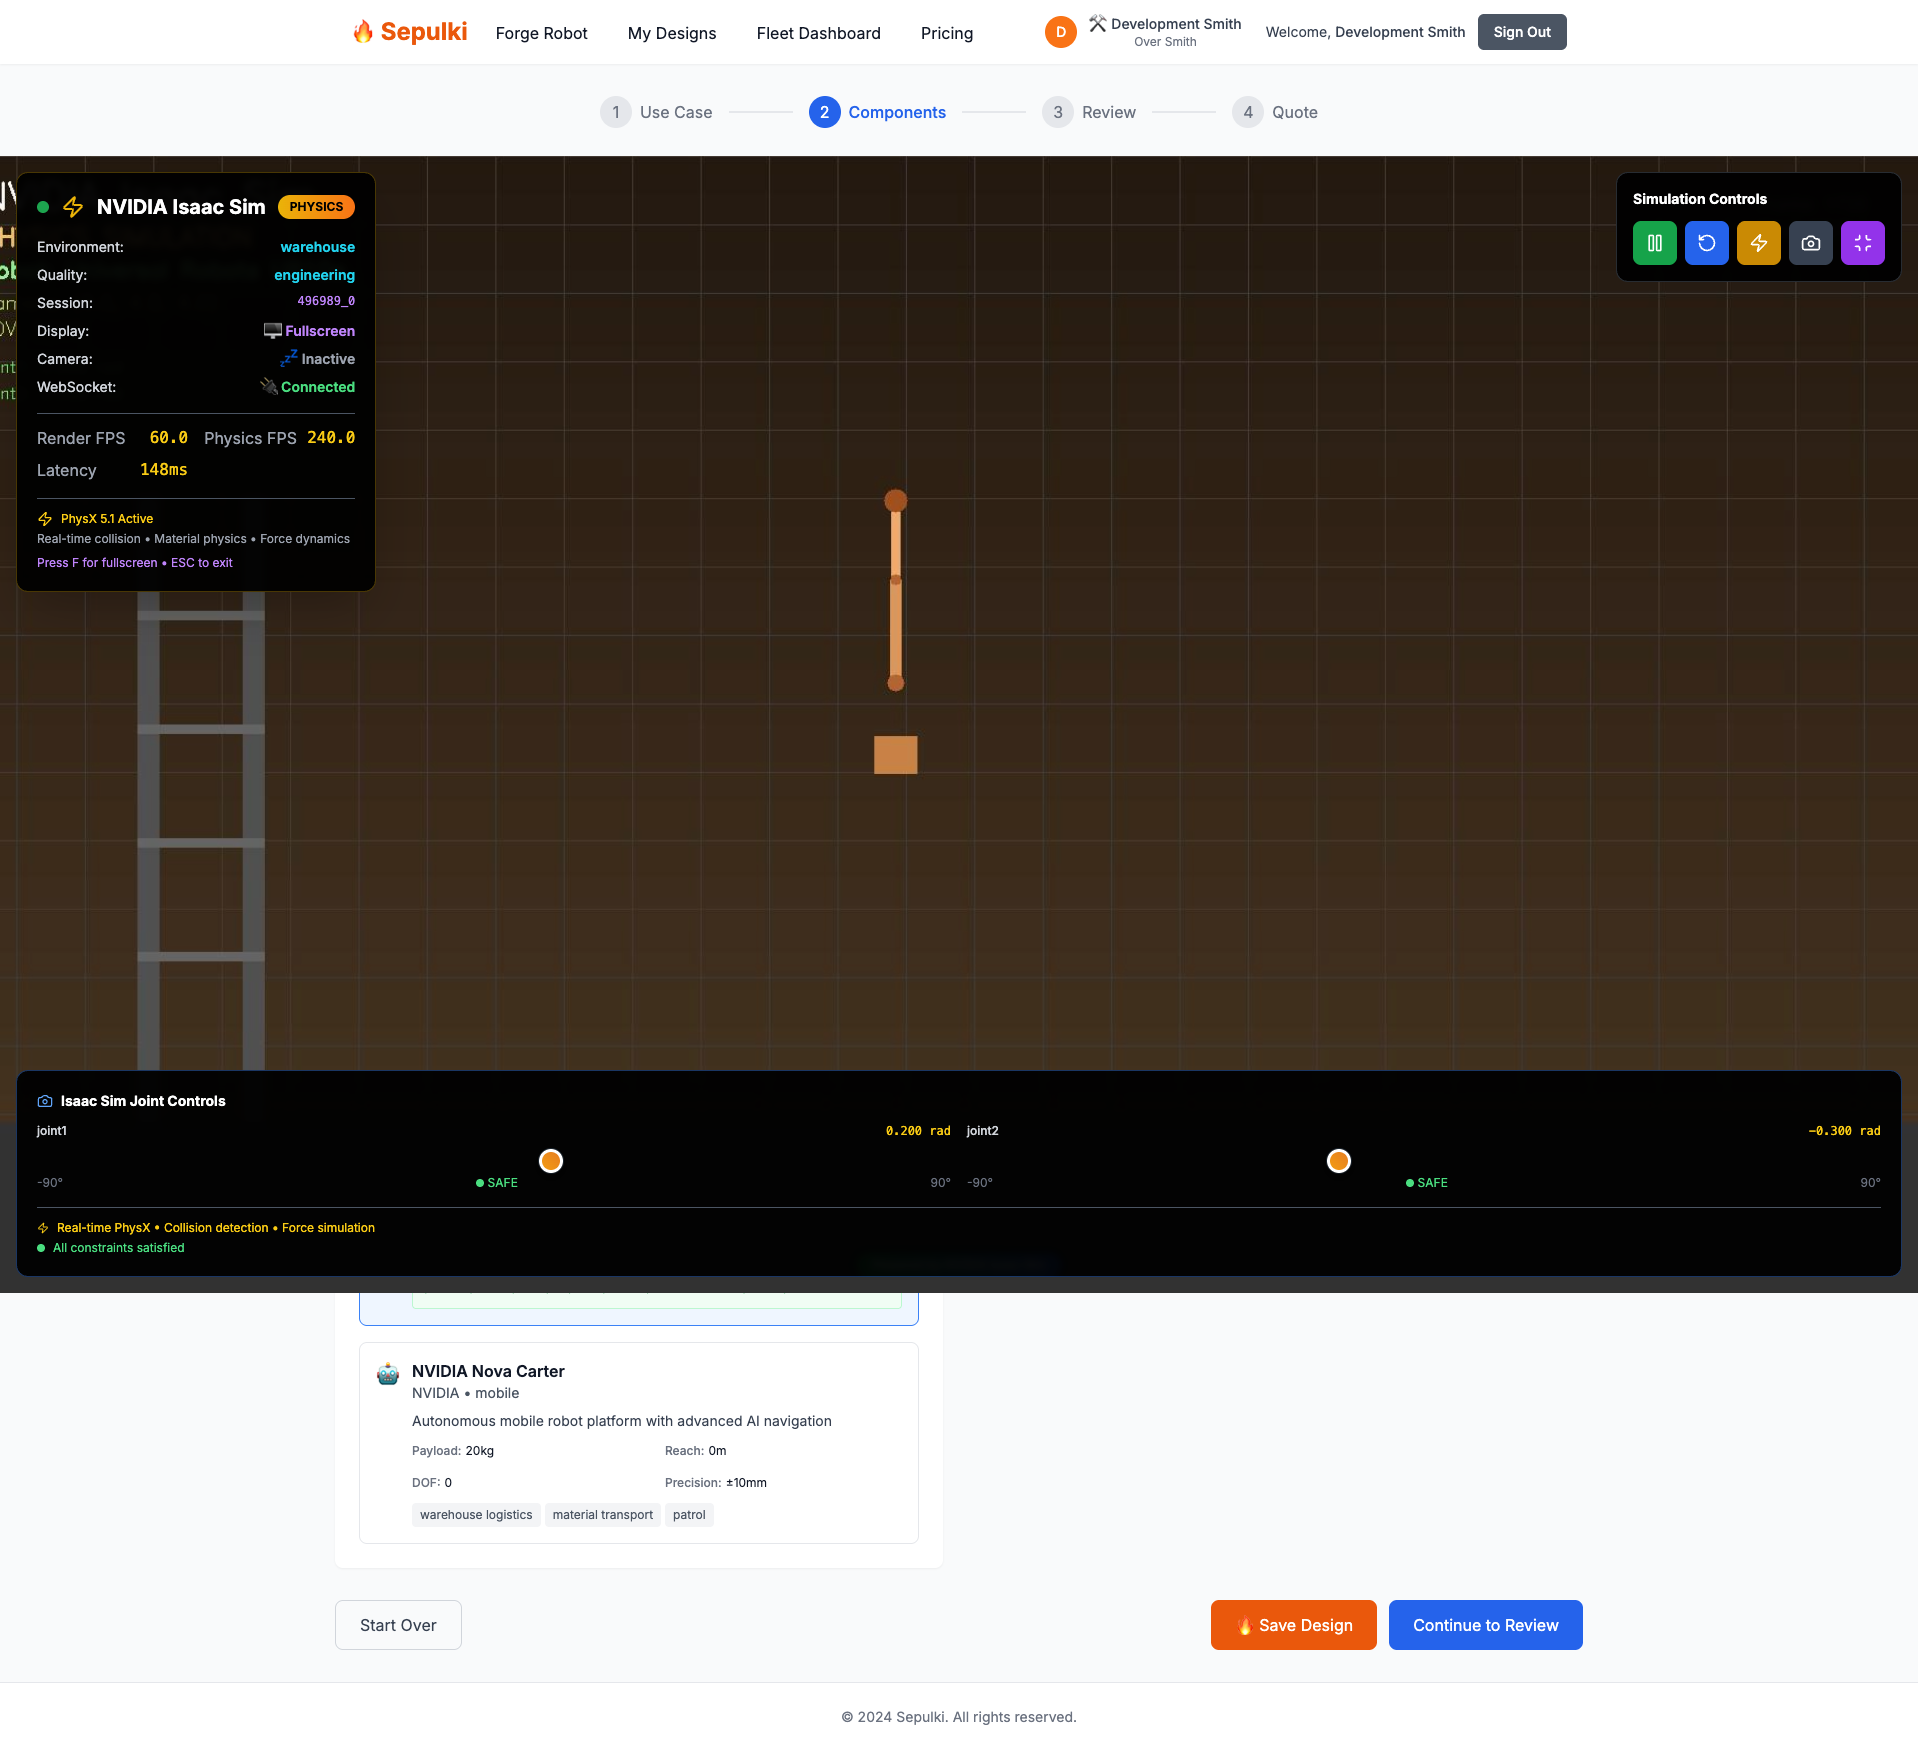 Sepulki
Forge Robot
My Designs
Fleet Dashboard
Pricing
D
Development Smith
Over Smith
Welcome, Development Smith
Sign Out
1 Use Case
2 Components
3 Review
4 Quote
NVIDIA Isaac Sim PHYSICS
Environment: warehouse
Quality: engineering
Session: 496989_0
Display: Fullscreen
Camera: Inactive
WebSocket: Connected
Render FPS 60.0 Physics FPS 240.0
Latency 148ms
PhysX 5.1 Active
Real-time collision • Material physics • Force dynamics
Press F for fullscreen • ESC to exit
Simulation Controls
Isaac Sim Joint Controls
joint1 0.200 rad
-90° SAFE 90°
joint2 -0.300 rad
-90° SAFE 90°
Real-time PhysX • Collision detection • Force simulation
All constraints satisfied
NVIDIA Nova Carter
NVIDIA • mobile
Autonomous mobile robot platform with advanced AI navigation
Payload: 20kg Reach: 0m
DOF: 0 Precision: ±10mm
warehouse logistics material transport patrol
Start Over
Save Design
Continue to Review
© 2024 Sepulki. All rights reserved.